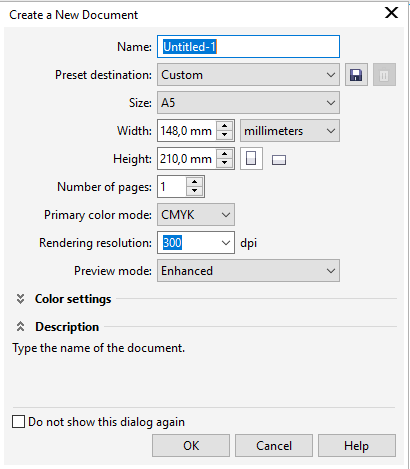 Create a New Document
Name: Untitled-1
Preset destination: Custom
Size: A5
Width: 148,0 mm millimeters
Height: 210,0 mm
Number of pages: 1
Primary color mode: CMYK
Rendering resolution: 300 dpi
Preview mode: Enhanced
Color settings
Description
Type the name of the document.
Do not show this dialog again
OK Cancel Help